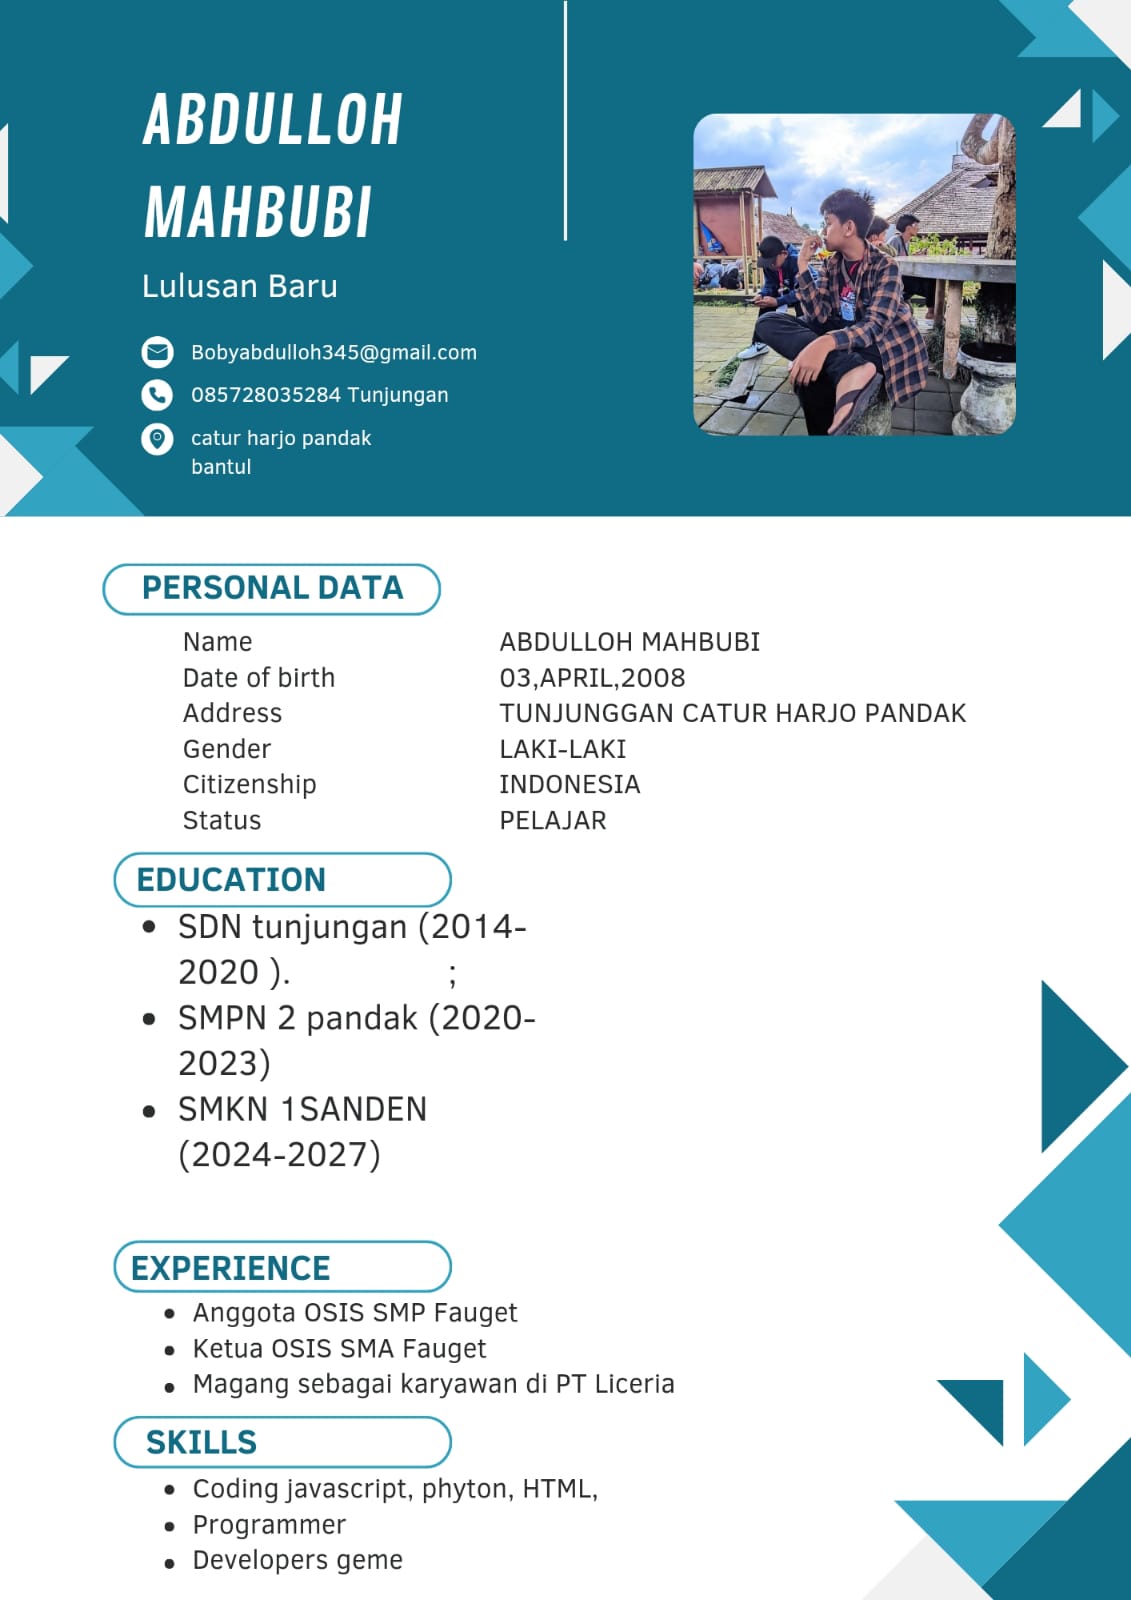 ABDULLOH
MAHBUBI
Lulusan Baru
Bobyabdulloh345@gmail.com
085728035284 Tunjungan
catur harjo pandak
bantul
PERSONAL DATA
Name ABDULLOH MAHBUBI
Date of birth 03,APRIL,2008
Address TUNJUNGGAN CATUR HARJO PANDAK
Gender LAKI-LAKI
Citizenship INDONESIA
Status PELAJAR
EDUCATION
• SDN tunjungan (2014-
2020 ). ;
• SMPN 2 pandak (2020-
2023)
• SMKN 1SANDEN
(2024-2027)
EXPERIENCE
• Anggota OSIS SMP Fauget
• Ketua OSIS SMA Fauget
• Magang sebagai karyawan di PT Liceria
SKILLS
• Coding javascript, phyton, HTML,
• Programmer
• Developers geme